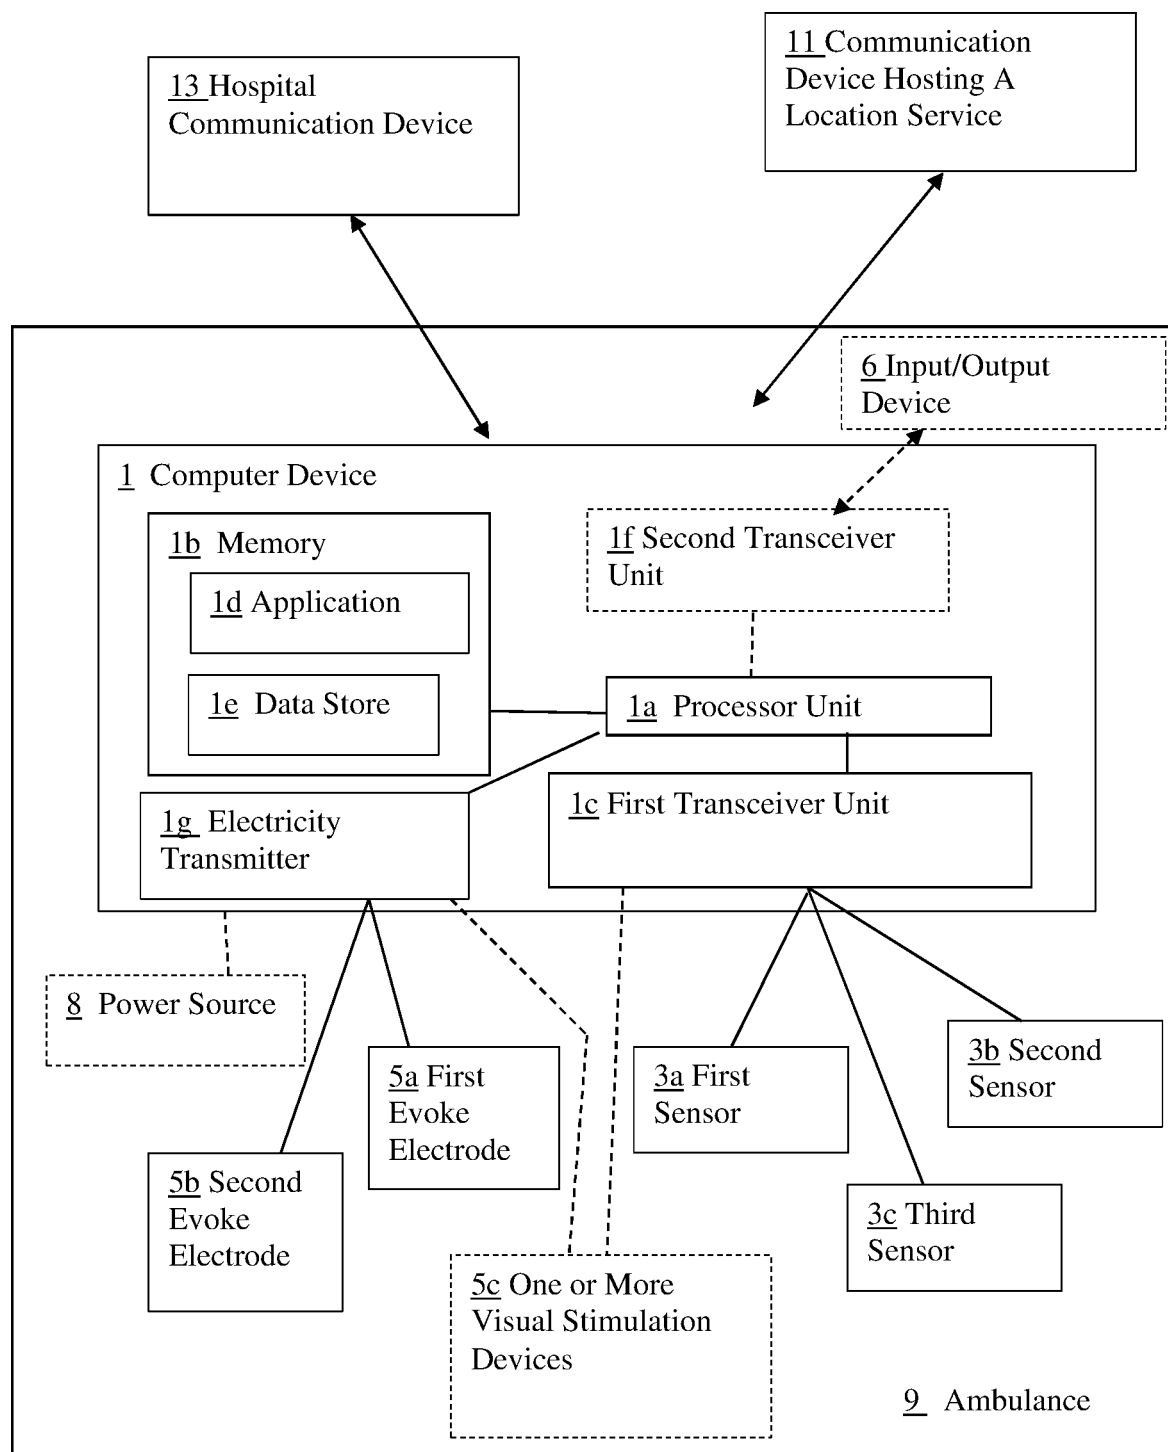 13 Hospital
Communication Device
11 Communication
Device Hosting A
Location Service
6 Input/Output
Device
1 Computer Device
1b Memory
1d Application
1e Data Store
1f Second Transceiver
Unit
1a Processor Unit
1g Electricity
Transmitter
1c First Transceiver Unit
8 Power Source
5a First
Evoke
Electrode
5b Second
Evoke
Electrode
5c One or More
Visual Stimulation
Devices
3a First
Sensor
3b Second
Sensor
3c Third
Sensor
9 Ambulance